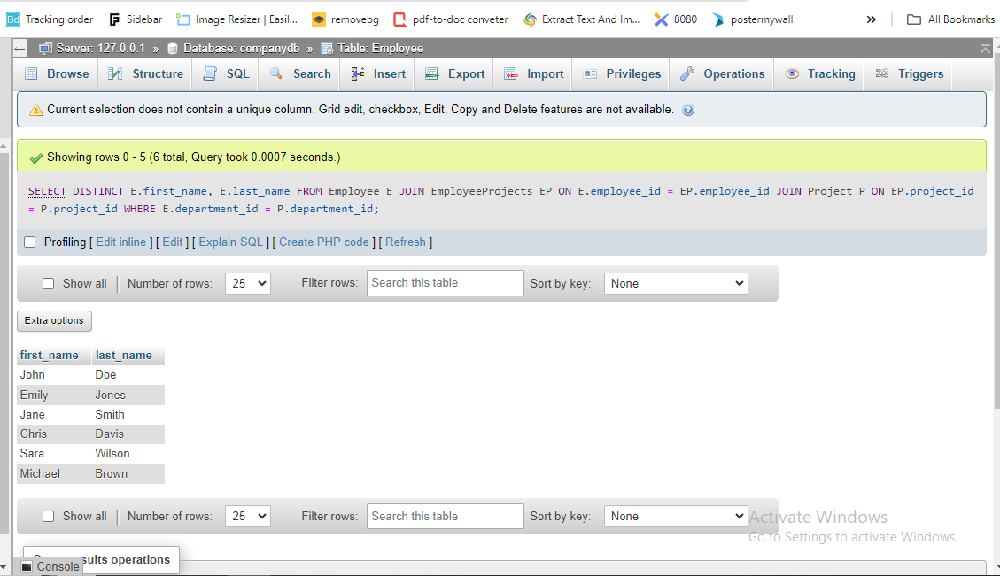 Bd Tracking order Sidebar Image Resizer | Easil... removebg pdf-to-doc conveter Extract Text And Im... 8080 postermywall » All Bookmarks
Server: 127.0.0.1 » Database: companydb » Table: Employee
Browse Structure SQL Search Insert Export Import Privileges Operations Tracking Triggers
Current selection does not contain a unique column. Grid edit, checkbox, Edit, Copy and Delete features are not available.
Showing rows 0 - 5 (6 total, Query took 0.0007 seconds.)
SELECT DISTINCT E.first_name, E.last_name FROM Employee E JOIN EmployeeProjects EP ON E.employee_id = EP.employee_id JOIN Project P ON EP.project_id
= P.project_id WHERE E.department_id = P.department_id;
Profiling [ Edit inline ] [ Edit ] [ Explain SQL ] [ Create PHP code ] [ Refresh ]
Show all Number of rows: 25 Filter rows: Search this table Sort by key: None
Extra options
first_name last_name
John Doe
Emily Jones
Jane Smith
Chris Davis
Sara Wilson
Michael Brown
Show all Number of rows: 25 Filter rows: Search this table Sort by key: None
Activate Windows
Go to Settings to activate Windows.
sults operations
Console